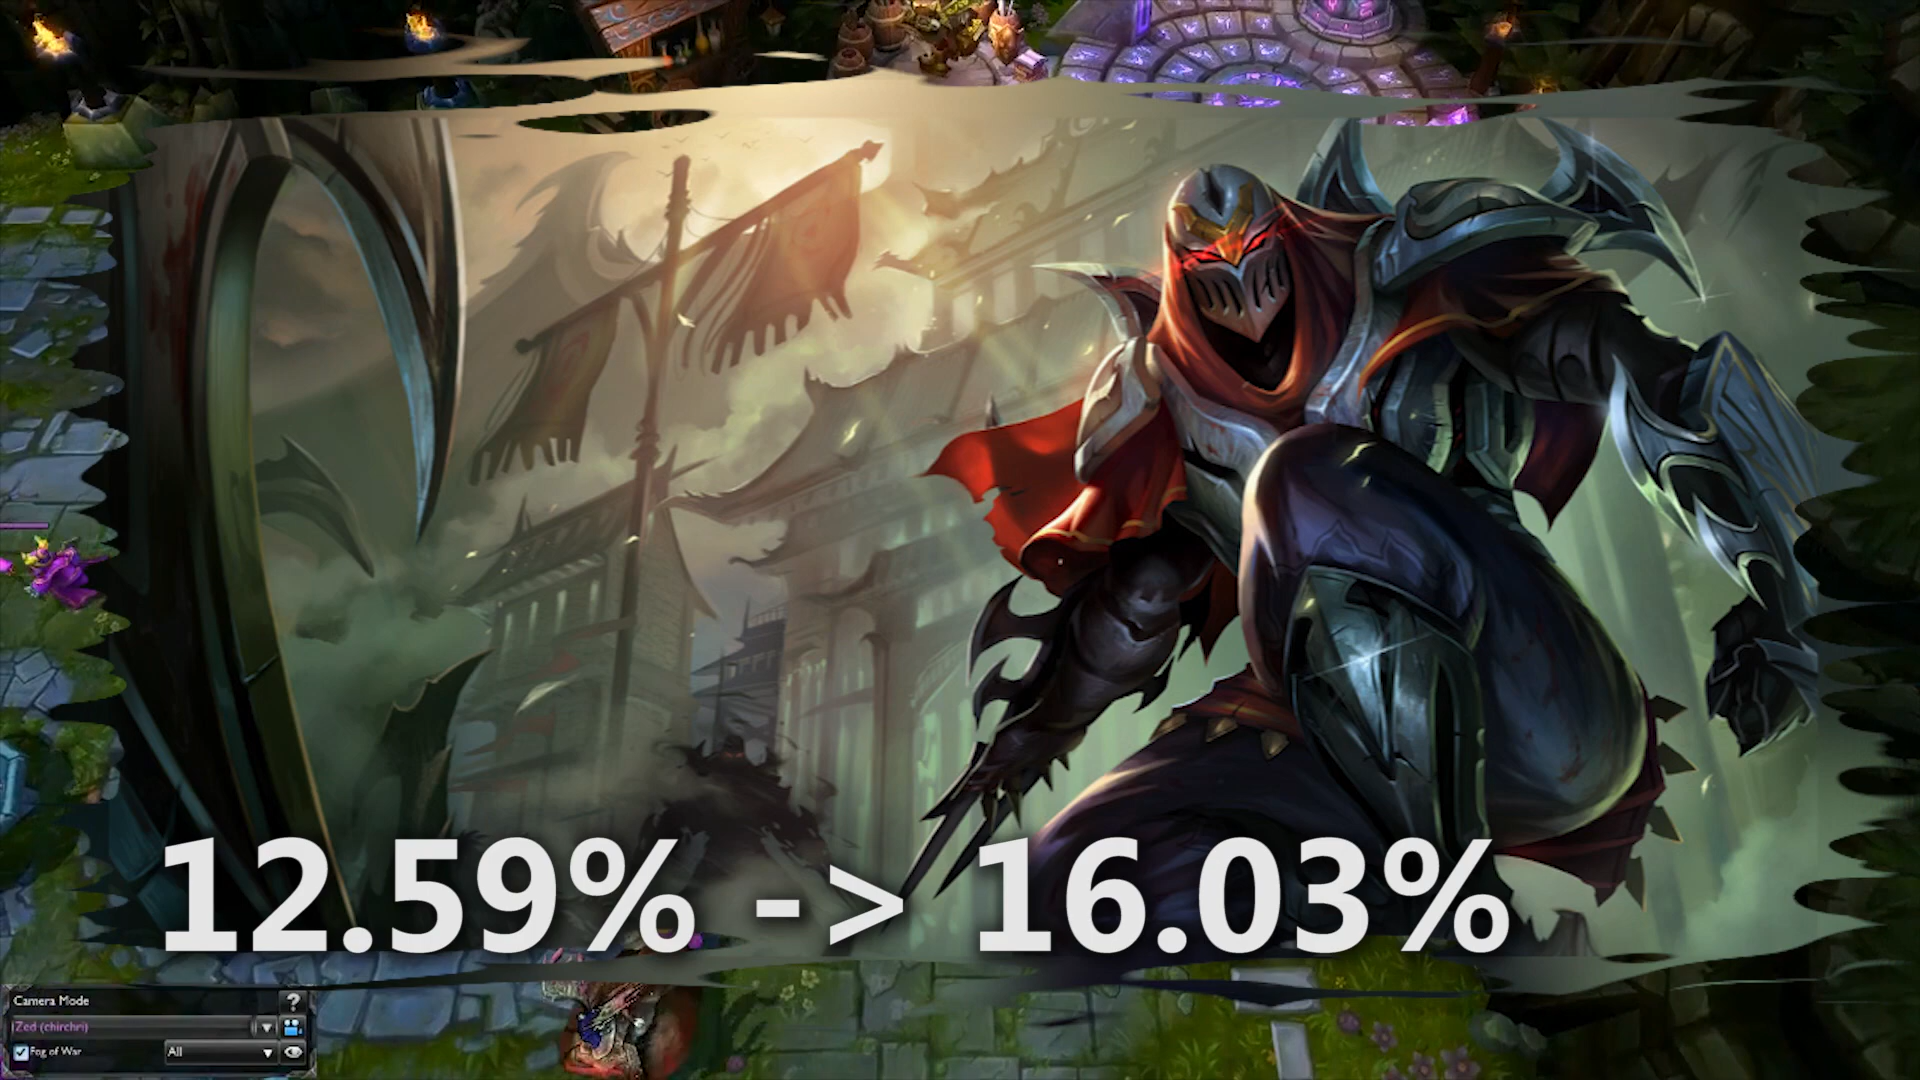 12.59% -> 16.03%
Camera Mode
?
Zed (chirchri)
Fog of War
All